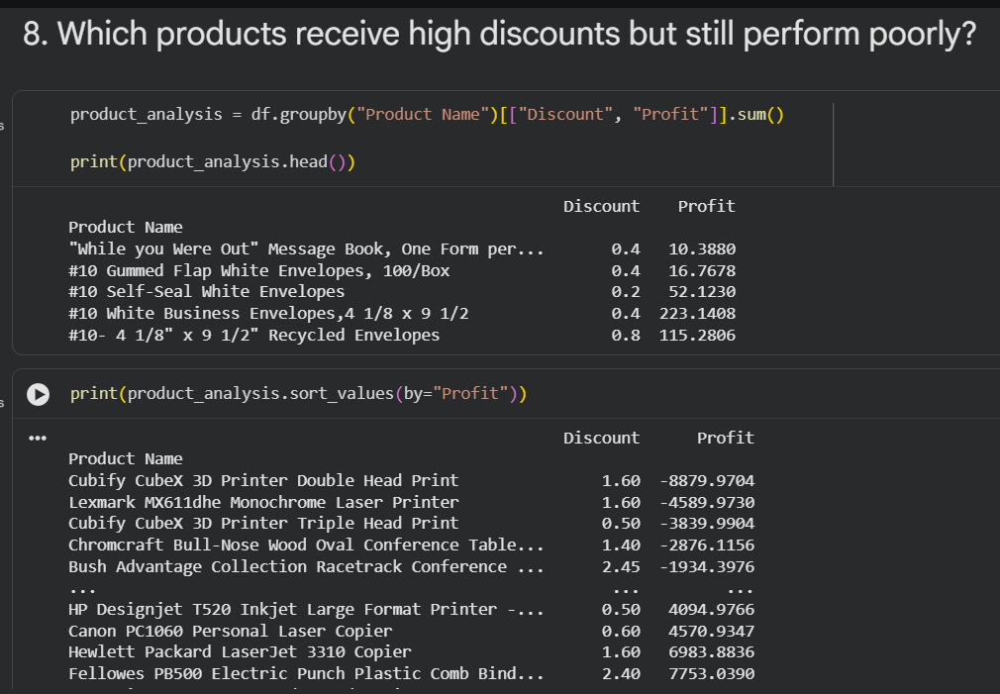 8. Which products receive high discounts but still perform poorly?
product_analysis = df.groupby("Product Name")[["Discount", "Profit"]].sum()
print(product_analysis.head())
Discount Profit
Product Name
"While you Were Out" Message Book, One Form per... 0.4 10.3880
#10 Gummed Flap White Envelopes, 100/Box 0.4 16.7678
#10 Self-Seal White Envelopes 0.2 52.1230
#10 White Business Envelopes,4 1/8 x 9 1/2 0.4 223.1408
#10- 4 1/8" x 9 1/2" Recycled Envelopes 0.8 115.2806
print(product_analysis.sort_values(by="Profit"))
Discount Profit
Product Name
Cubify CubeX 3D Printer Double Head Print 1.60 -8879.9704
Lexmark MX611dhe Monochrome Laser Printer 1.60 -4589.9730
Cubify CubeX 3D Printer Triple Head Print 0.50 -3839.9904
Chromcraft Bull-Nose Wood Oval Conference Table... 1.40 -2876.1156
Bush Advantage Collection Racetrack Conference ... 2.45 -1934.3976
... ... ...
HP Designjet T520 Inkjet Large Format Printer -... 0.50 4094.9766
Canon PC1060 Personal Laser Copier 0.60 4570.9347
Hewlett Packard LaserJet 3310 Copier 1.60 6983.8836
Fellowes PB500 Electric Punch Plastic Comb Bind... 2.40 7753.0390